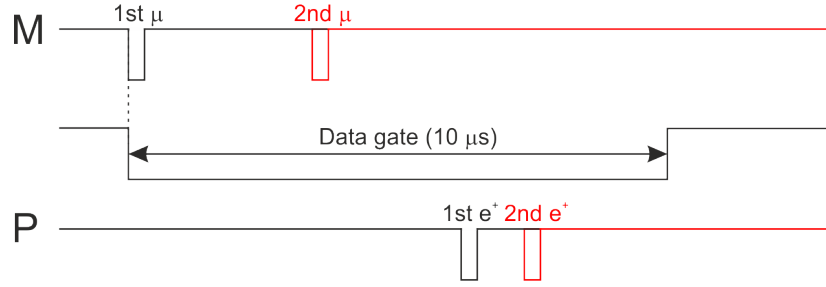 1st μ 2nd μ
M
Data gate (10 μs)
1st e⁺ 2nd e⁺
P